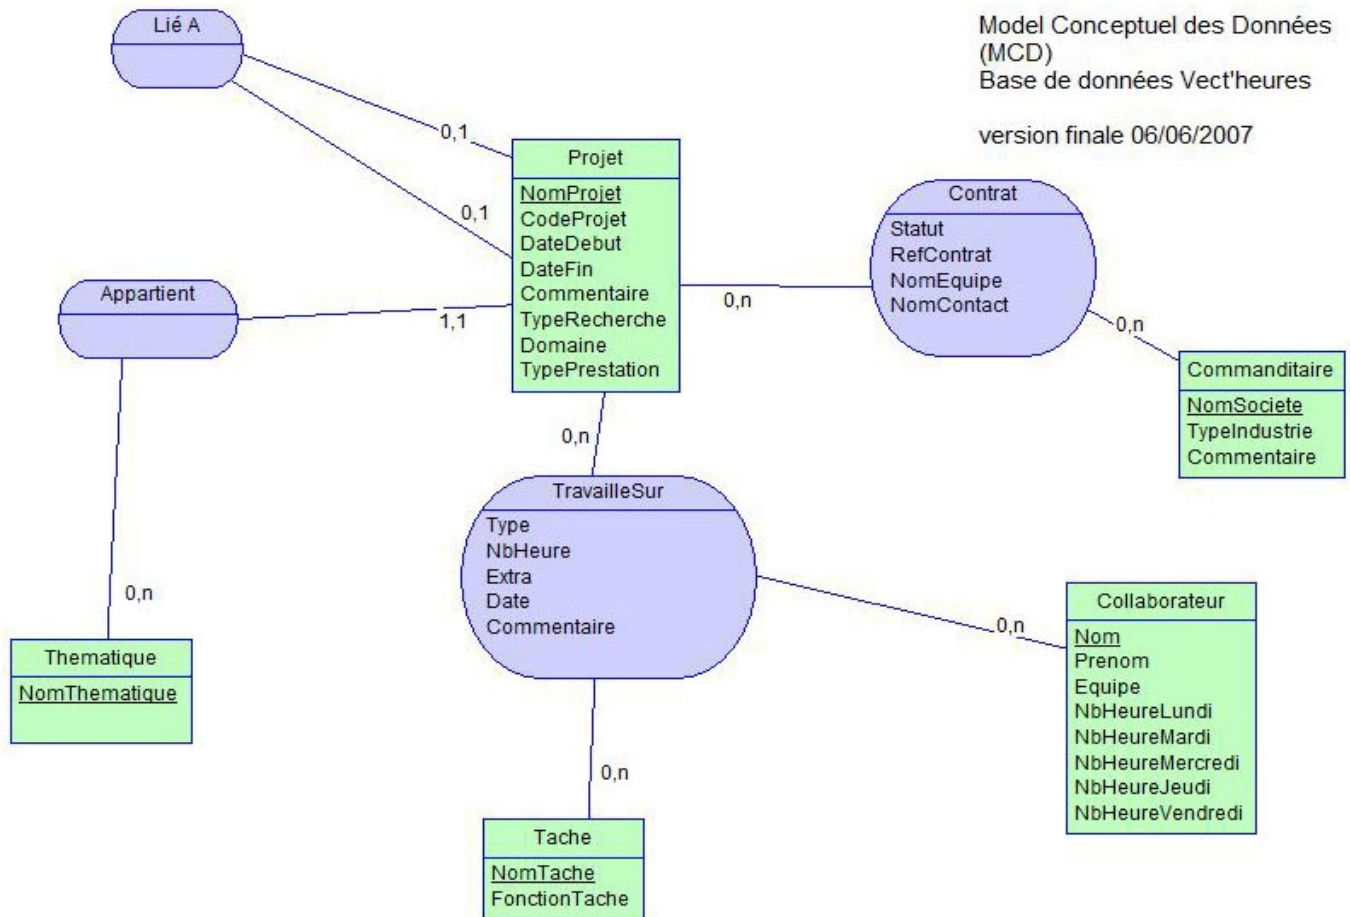 Model Conceptuel des Données
(MCD)
Base de données Vect'heures
version finale 06/06/2007
Lié A
0,1
0,1
Projet
NomProjet
CodeProjet
DateDebut
DateFin
Commentaire
TypeRecherche
Domaine
TypePrestation
Contrat
Statut
RefContrat
NomEquipe
NomContact
0,n
0,n
Commanditaire
NomSociete
TypeIndustrie
Commentaire
Appartient
1,1
0,n
Thematique
NomThematique
0,n
TravailleSur
Type
NbHeure
Extra
Date
Commentaire
0,n
Collaborateur
Nom
Prenom
Equipe
NbHeureLundi
NbHeureMardi
NbHeureMercredi
NbHeureJeudi
NbHeureVendredi
0,n
Tache
NomTache
FonctionTache